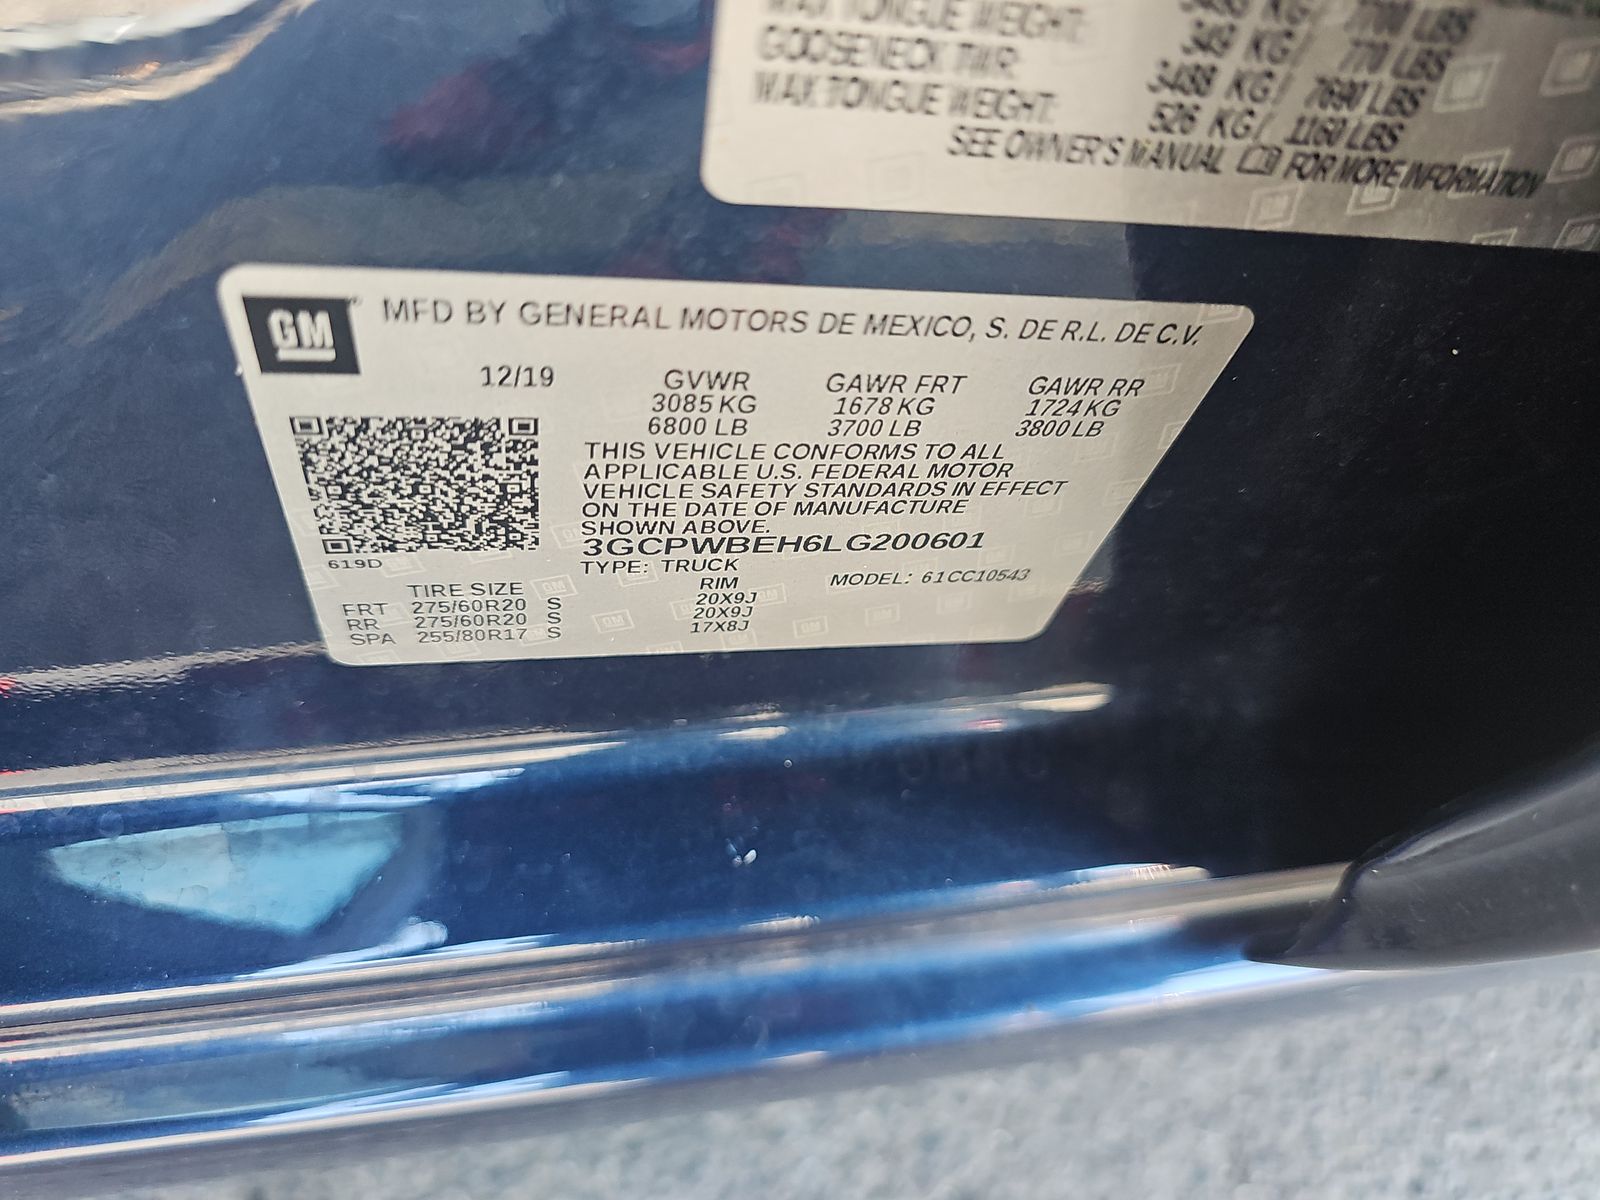 MAX TONGUE WEIGHT: 349 KG/ 770 LBS
GOOSENECK TWR: 3488 KG/ 7690 LBS
MAX TONGUE WEIGHT: 526 KG/ 1160 LBS
SEE OWNER'S MANUAL FOR MORE INFORMATION
GM® MFD BY GENERAL MOTORS DE MEXICO, S. DE R.L. DE C.V.
12/19 GVWR GAWR FRT GAWR RR
3085 KG 1678 KG 1724 KG
6800 LB 3700 LB 3800 LB
THIS VEHICLE CONFORMS TO ALL
APPLICABLE U.S. FEDERAL MOTOR
VEHICLE SAFETY STANDARDS IN EFFECT
ON THE DATE OF MANUFACTURE
SHOWN ABOVE.
3GCPWBEH6LG200601
619D TYPE: TRUCK MODEL: 61CC10543
TIRE SIZE RIM
FRT 275/60R20 S 20X9J
RR 275/60R20 S 20X9J
SPA 255/80R17 S 17X8J